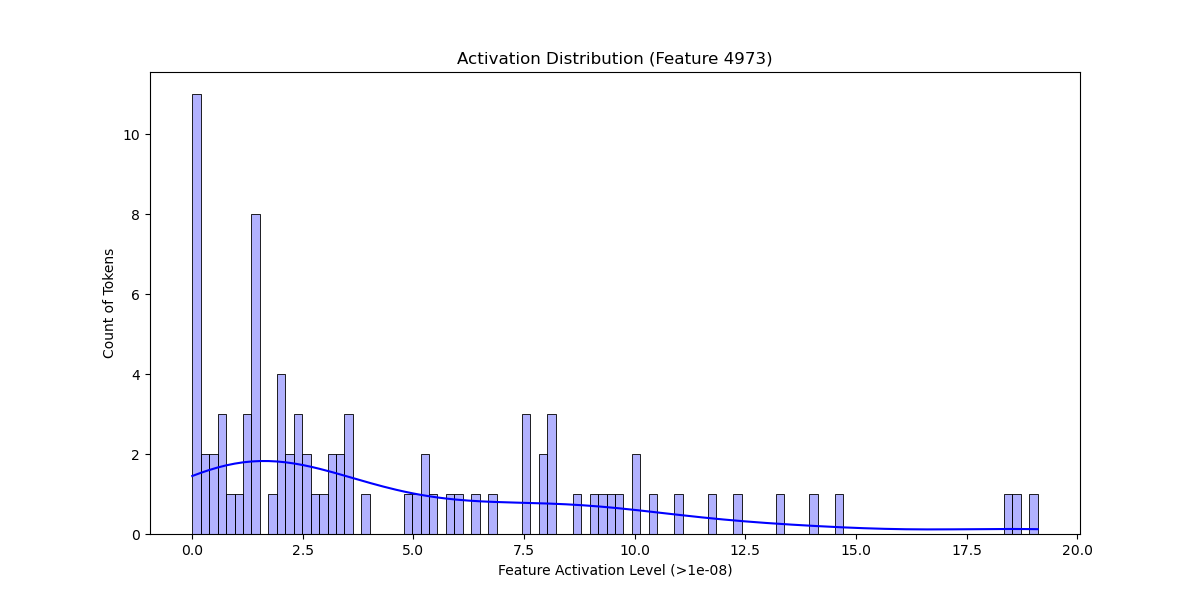 Activation Distribution (Feature 4973)
10
8
6
4
2
0
Count of Tokens
0.0 2.5 5.0 7.5 10.0 12.5 15.0 17.5 20.0
Feature Activation Level (>1e-08)